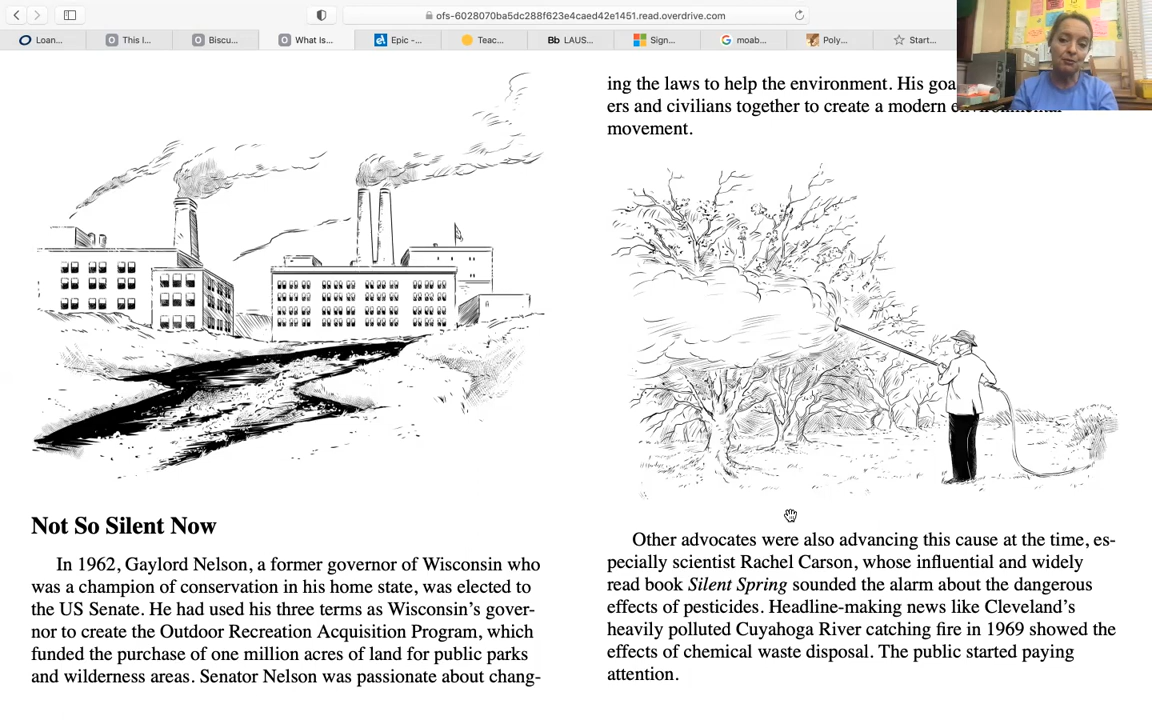 ofs-6028070ba5dc288f623e4caed42e1451.read.overdrive.com
Loan... This I... Biscu... What Is... Epic -... Teac... Bb LAUS... Sign... moab... Poly... Start...
Not So Silent Now
In 1962, Gaylord Nelson, a former governor of Wisconsin who
was a champion of conservation in his home state, was elected to
the US Senate. He had used his three terms as Wisconsin's gover-
nor to create the Outdoor Recreation Acquisition Program, which
funded the purchase of one million acres of land for public parks
and wilderness areas. Senator Nelson was passionate about chang-
ing the laws to help the environment. His goa
ers and civilians together to create a modern
movement.
Other advocates were also advancing this cause at the time, es-
pecially scientist Rachel Carson, whose influential and widely
read book Silent Spring sounded the alarm about the dangerous
effects of pesticides. Headline-making news like Cleveland's
heavily polluted Cuyahoga River catching fire in 1969 showed the
effects of chemical waste disposal. The public started paying
attention.